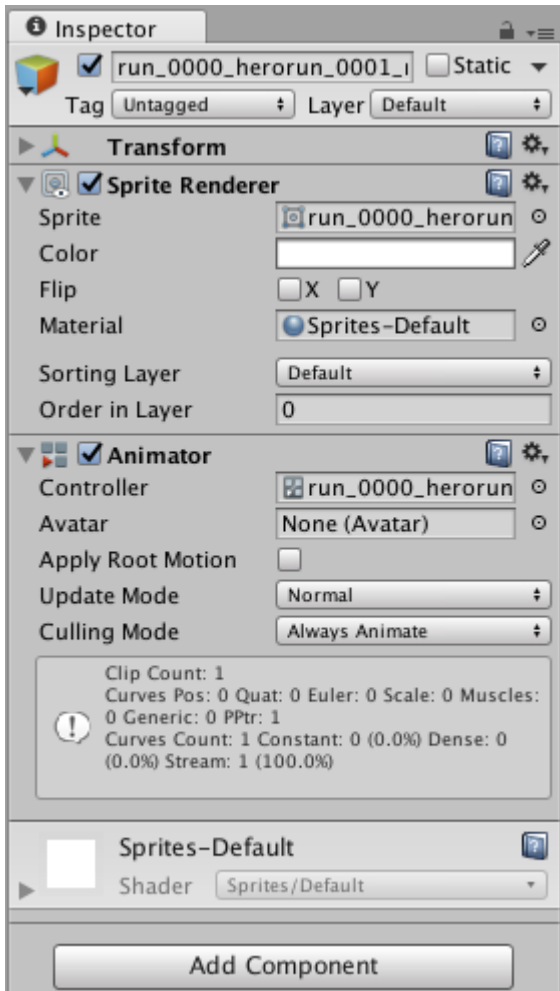 Inspector
run_0000_herorun_0001_
Static
Tag Untagged Layer Default
Transform
Sprite Renderer
Sprite run_0000_herorun
Color
Flip X Y
Material Sprites-Default
Sorting Layer Default
Order in Layer 0
Animator
Controller run_0000_herorun
Avatar None (Avatar)
Apply Root Motion
Update Mode Normal
Culling Mode Always Animate
Clip Count: 1
Curves Pos: 0 Quat: 0 Euler: 0 Scale: 0 Muscles:
0 Generic: 0 PPtr: 1
Curves Count: 1 Constant: 0 (0.0%) Dense: 0
(0.0%) Stream: 1 (100.0%)
Sprites-Default
Shader Sprites/Default
Add Component